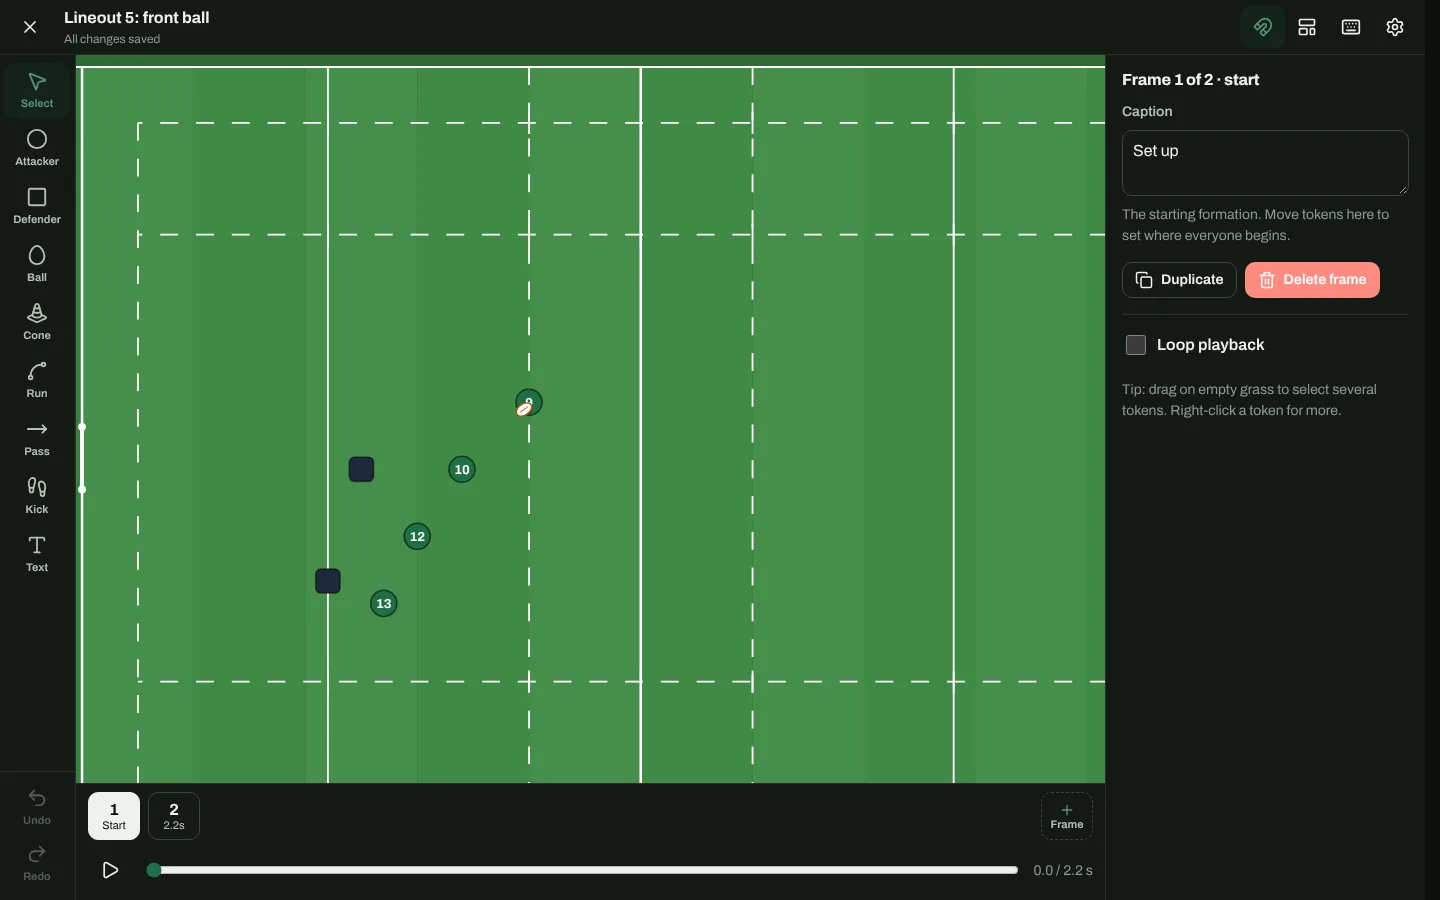 Lineout 5: front ball
All changes saved
Select
Attacker
Defender
Ball
Cone
Run
Pass
Kick
Text
Undo
Redo
10
12
13
1
Start
2
2.2s
+
Frame
0.0 / 2.2 s
Frame 1 of 2 · start
Caption
Set up
The starting formation. Move tokens here to
set where everyone begins.
Duplicate
Delete frame
Loop playback
Tip: drag on empty grass to select several
tokens. Right-click a token for more.